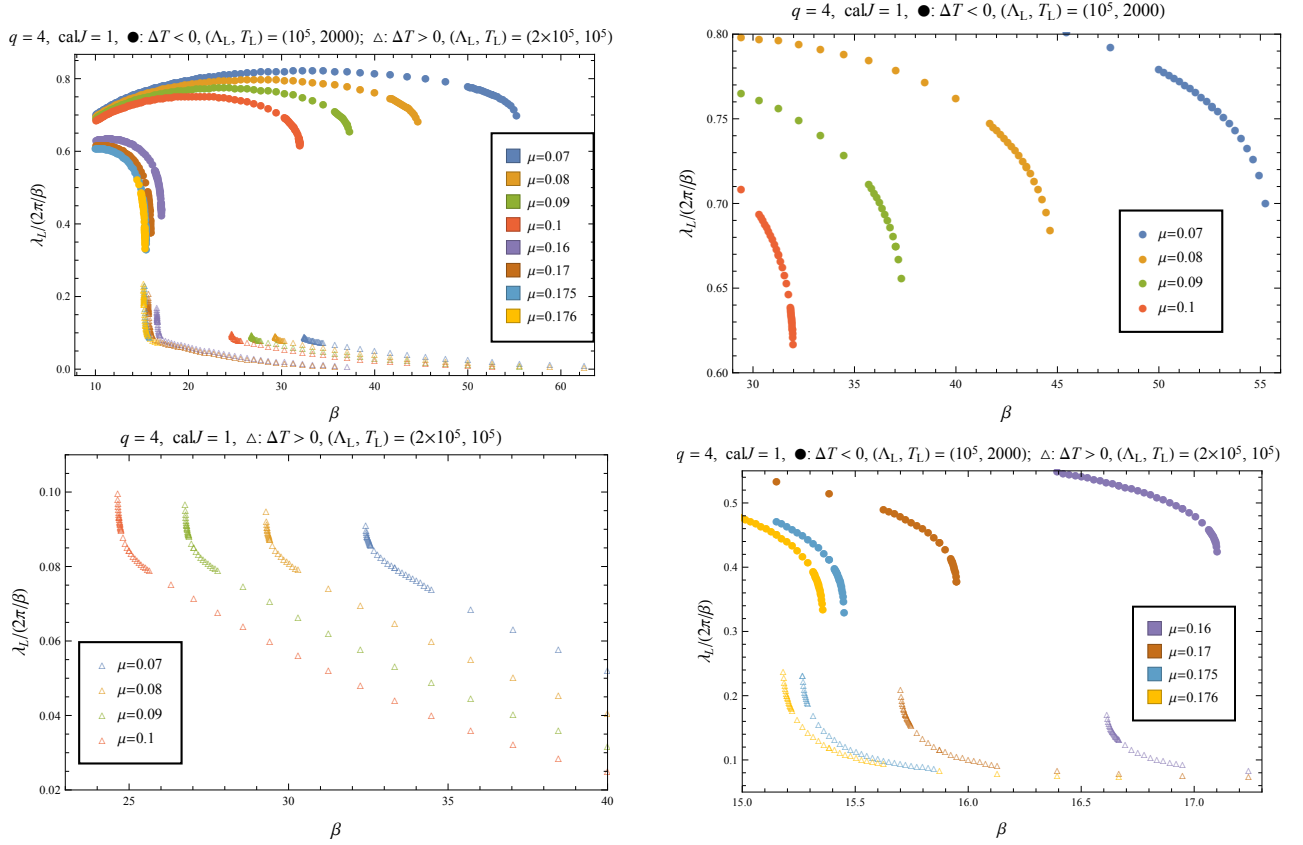 q = 4, calJ = 1, ●: ΔT < 0, (Λ_L, T_L) = (10^5, 2000); △: ΔT > 0, (Λ_L, T_L) = (2×10^5, 10^5)
λ_L/(2π/β)
0.8
0.6
0.4
0.2
0.0
10 20 30 40 50 60
β
μ=0.07
μ=0.08
μ=0.09
μ=0.1
μ=0.16
μ=0.17
μ=0.175
μ=0.176
q = 4, calJ = 1, ●: ΔT < 0, (Λ_L, T_L) = (10^5, 2000)
λ_L/(2π/β)
0.80
0.75
0.70
0.65
0.60
30 35 40 45 50 55
β
μ=0.07
μ=0.08
μ=0.09
μ=0.1
q = 4, calJ = 1, △: ΔT > 0, (Λ_L, T_L) = (2×10^5, 10^5)
λ_L/(2π/β)
0.10
0.08
0.06
0.04
0.02
25 30 35 40
β
μ=0.07
μ=0.08
μ=0.09
μ=0.1
q = 4, calJ = 1, ●: ΔT < 0, (Λ_L, T_L) = (10^5, 2000); △: ΔT > 0, (Λ_L, T_L) = (2×10^5, 10^5)
λ_L/(2π/β)
0.5
0.4
0.3
0.2
0.1
15.0 15.5 16.0 16.5 17.0
β
μ=0.16
μ=0.17
μ=0.175
μ=0.176